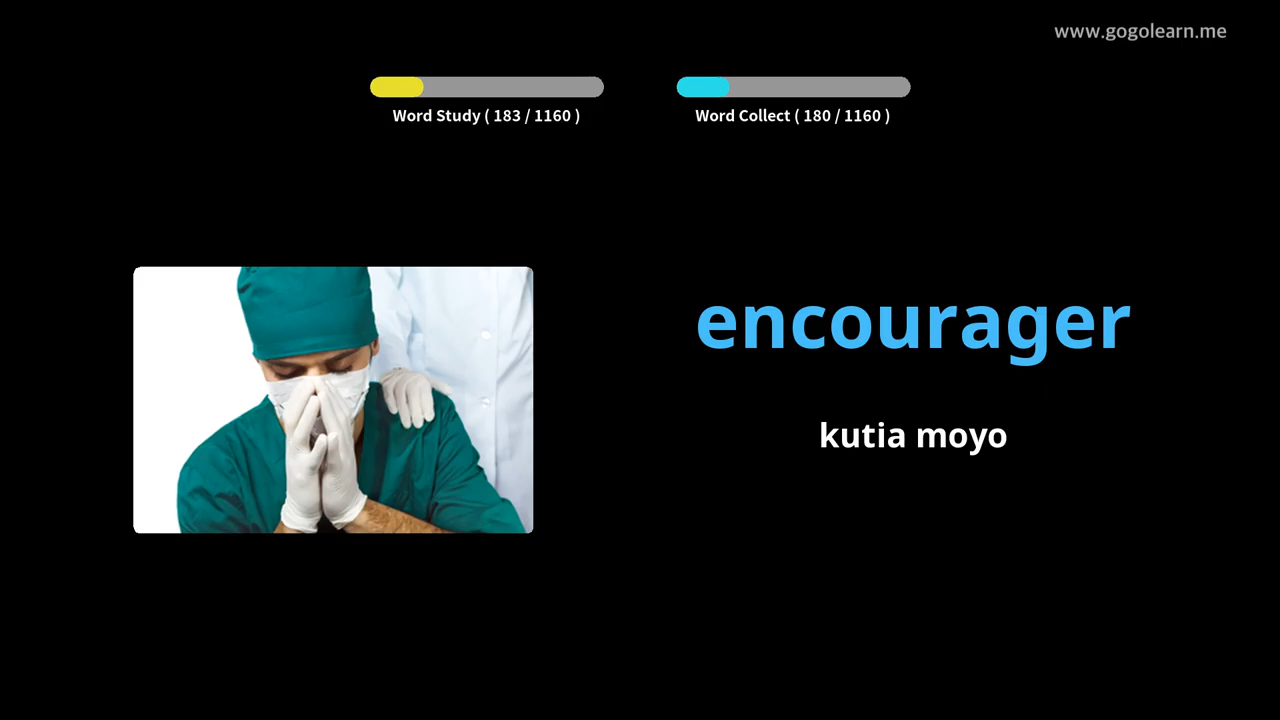 www.gogolearn.me
Word Study ( 183 / 1160 )
Word Collect ( 180 / 1160 )
encourager
kutia moyo